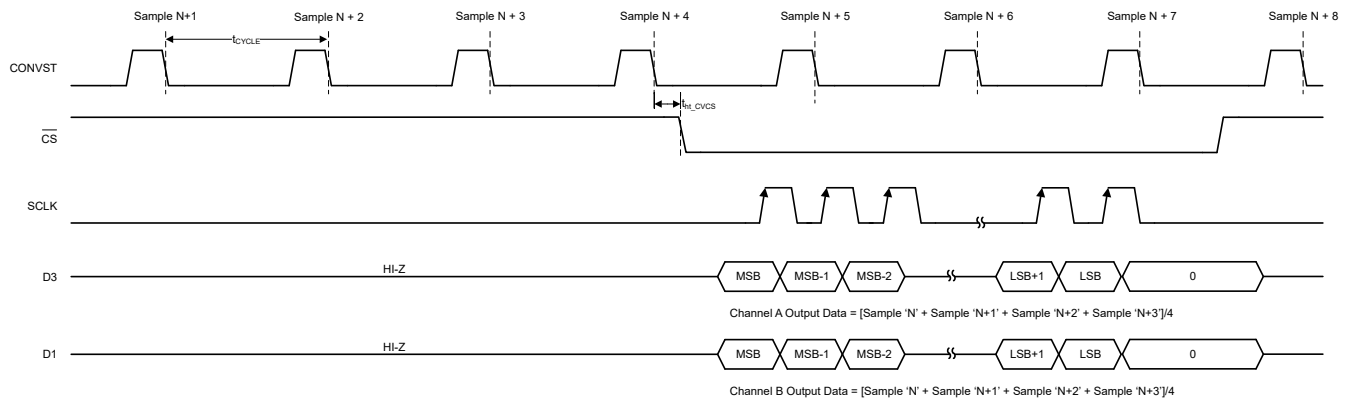 Sample N+1
Sample N + 2
Sample N + 3
Sample N + 4
Sample N + 5
Sample N + 6
Sample N + 7
Sample N + 8
tCYCLE
CONVST
tht_CVCS
CS
SCLK
HI-Z
D3
MSB
MSB-1
MSB-2
LSB+1
LSB
0
Channel A Output Data = [Sample ‘N’ + Sample ‘N+1’ + Sample ‘N+2’ + Sample ‘N+3’]/4
HI-Z
D1
MSB
MSB-1
MSB-2
LSB+1
LSB
0
Channel B Output Data = [Sample ‘N’ + Sample ‘N+1’ + Sample ‘N+2’ + Sample ‘N+3’]/4